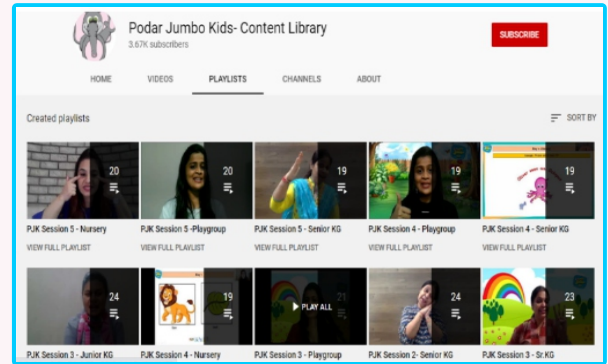 Podar Jumbo Kids- Content Library
3.67K subscribers
SUBSCRIBE
HOME VIDEOS PLAYLISTS CHANNELS ABOUT
Created playlists
SORT BY
20 20 19 19 19
PJK Session 5 - Nursery PJK Session 5 -Playgroup PJK Session 5 - Senior KG PJK Session 4 - Playgroup PJK Session 4 - Senior KG
VIEW FULL PLAYLIST VIEW FULL PLAYLIST VIEW FULL PLAYLIST VIEW FULL PLAYLIST VIEW FULL PLAYLIST
24 19 21 24 23
PLAY ALL
PJK Session 3 - Junior KG PJK Session 4 - Nursery PJK Session 3 - Playgroup PJK Session 2- Senior KG PJK Session 3 - Sr.KG